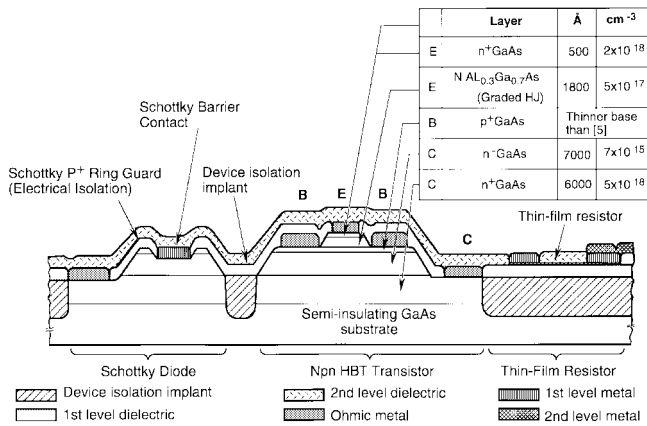 Layer Å cm -3
E n+GaAs 500 2x10 18
E N AL0.3Ga0.7As 1800 5x10 17
(Graded HJ)
B p+GaAs Thinner base
than [5]
C n-GaAs 7000 7x10 15
C n+GaAs 6000 5x10 18
Schottky Barrier
Contact
Schottky P+ Ring Guard
(Electrical Isolation)
Device isolation
implant
B E B
C
Thin-film resistor
Semi-insulating GaAs
substrate
Schottky Diode Npn HBT Transistor Thin-Film Resistor
Device isolation implant 2nd level dielectric 1st level metal
1st level dielectric Ohmic metal 2nd level metal